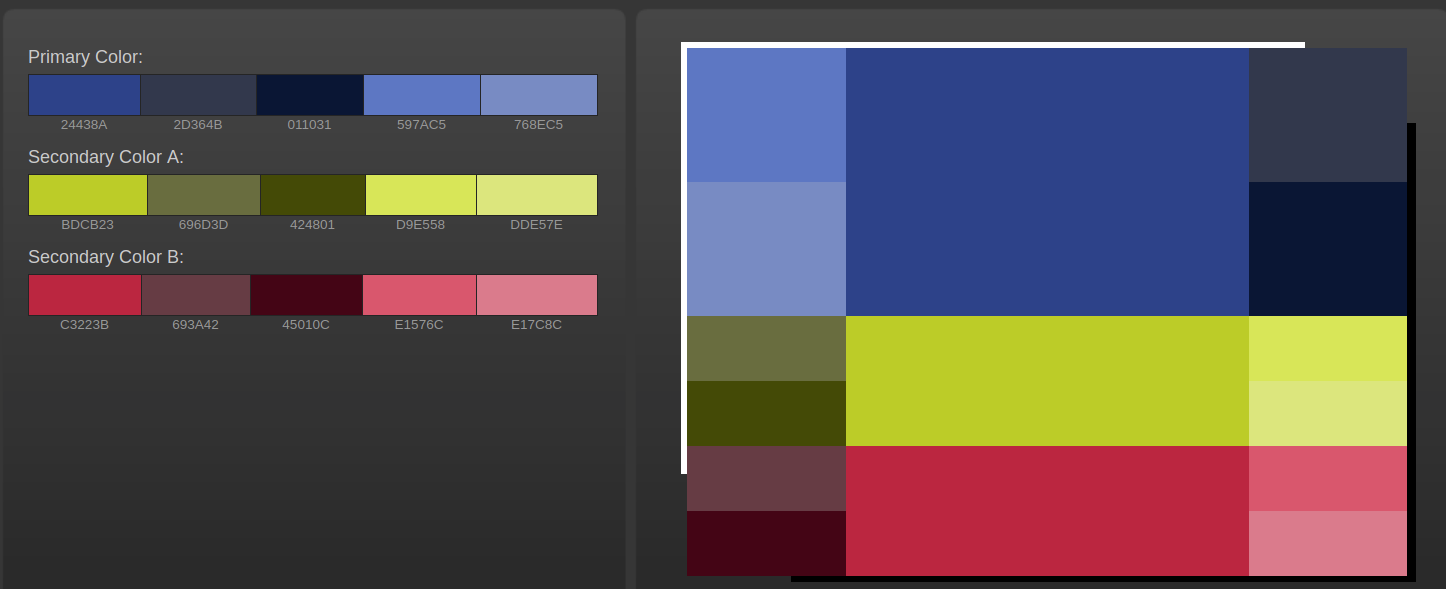 Primary Color:
24438A 2D364B 011031 597AC5 768EC5
Secondary Color A:
BDCB23 696D3D 424801 D9E558 DDE57E
Secondary Color B:
C3223B 693A42 45010C E1576C E17C8C